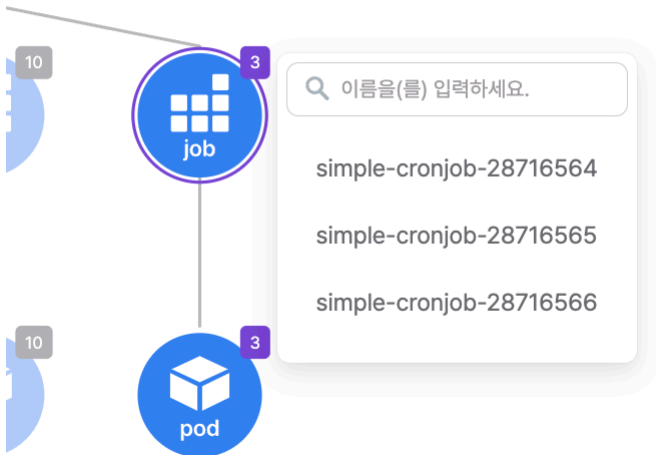 10
3
job
이름을(를) 입력하세요.
simple-cronjob-28716564
simple-cronjob-28716565
simple-cronjob-28716566
10
3
pod